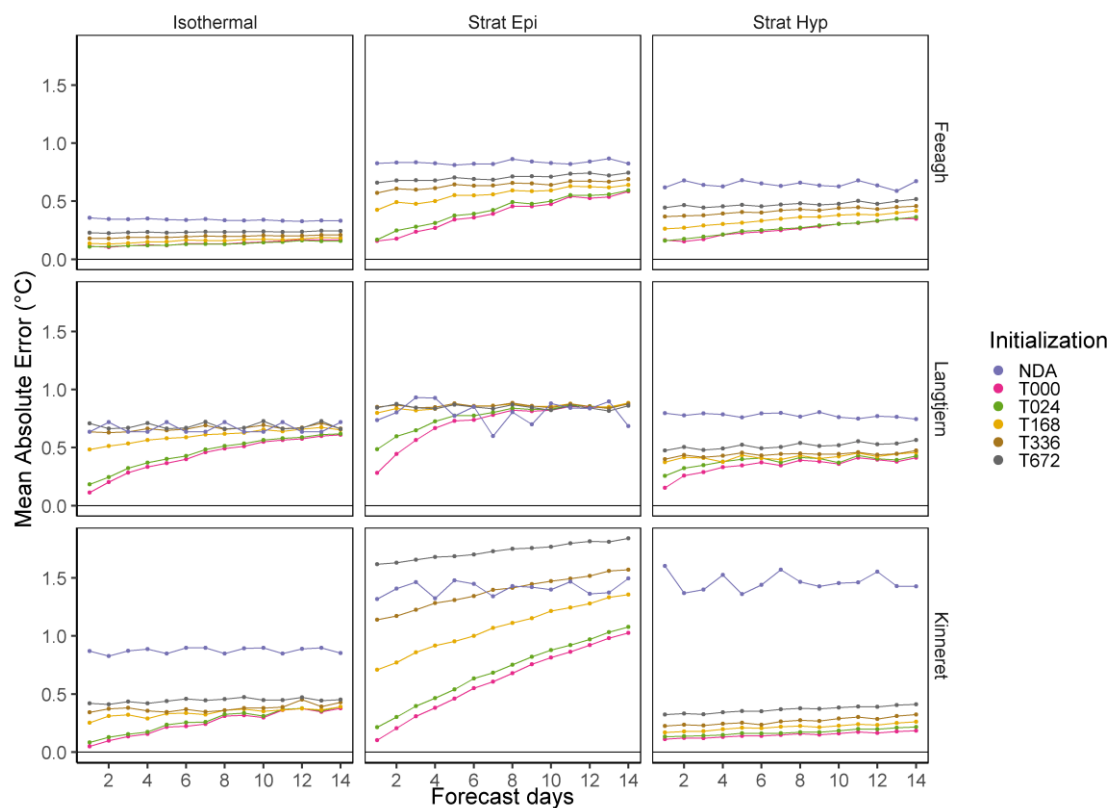 Isothermal Strat Epi Strat Hyp
1.5
1.0
0.5
0.0
Feeagh
1.5
1.0
0.5
0.0
Langtjern
1.5
1.0
0.5
0.0
Kinneret
Mean Absolute Error (°C)
2 4 6 8 10 12 14 2 4 6 8 10 12 14 2 4 6 8 10 12 14
Forecast days
Initialization
NDA
T000
T024
T168
T336
T672